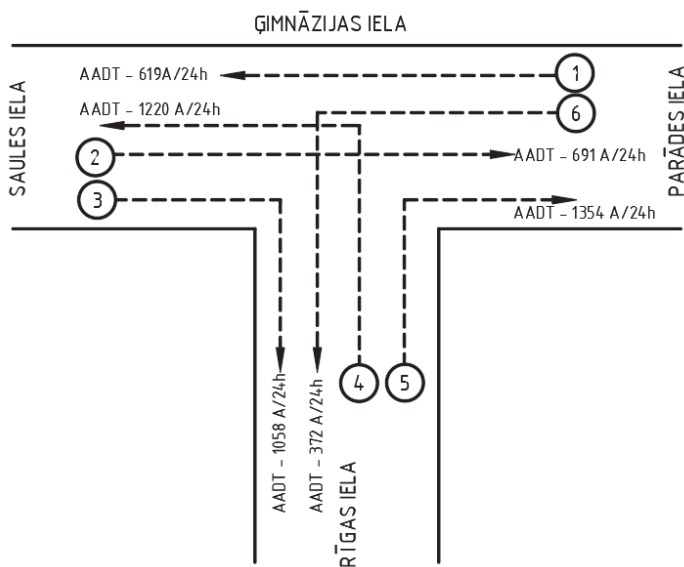 ĢIMNĀZIJAS IELA
AADT - 619A/24h
1
AADT - 1220 A/24h
6
SAULES IELA
PARĀDES IELA
2
AADT - 691 A/24h
3
AADT - 1354 A/24h
4
5
AADT - 1058 A/24h
AADT - 372 A/24h
RĪGAS IELA